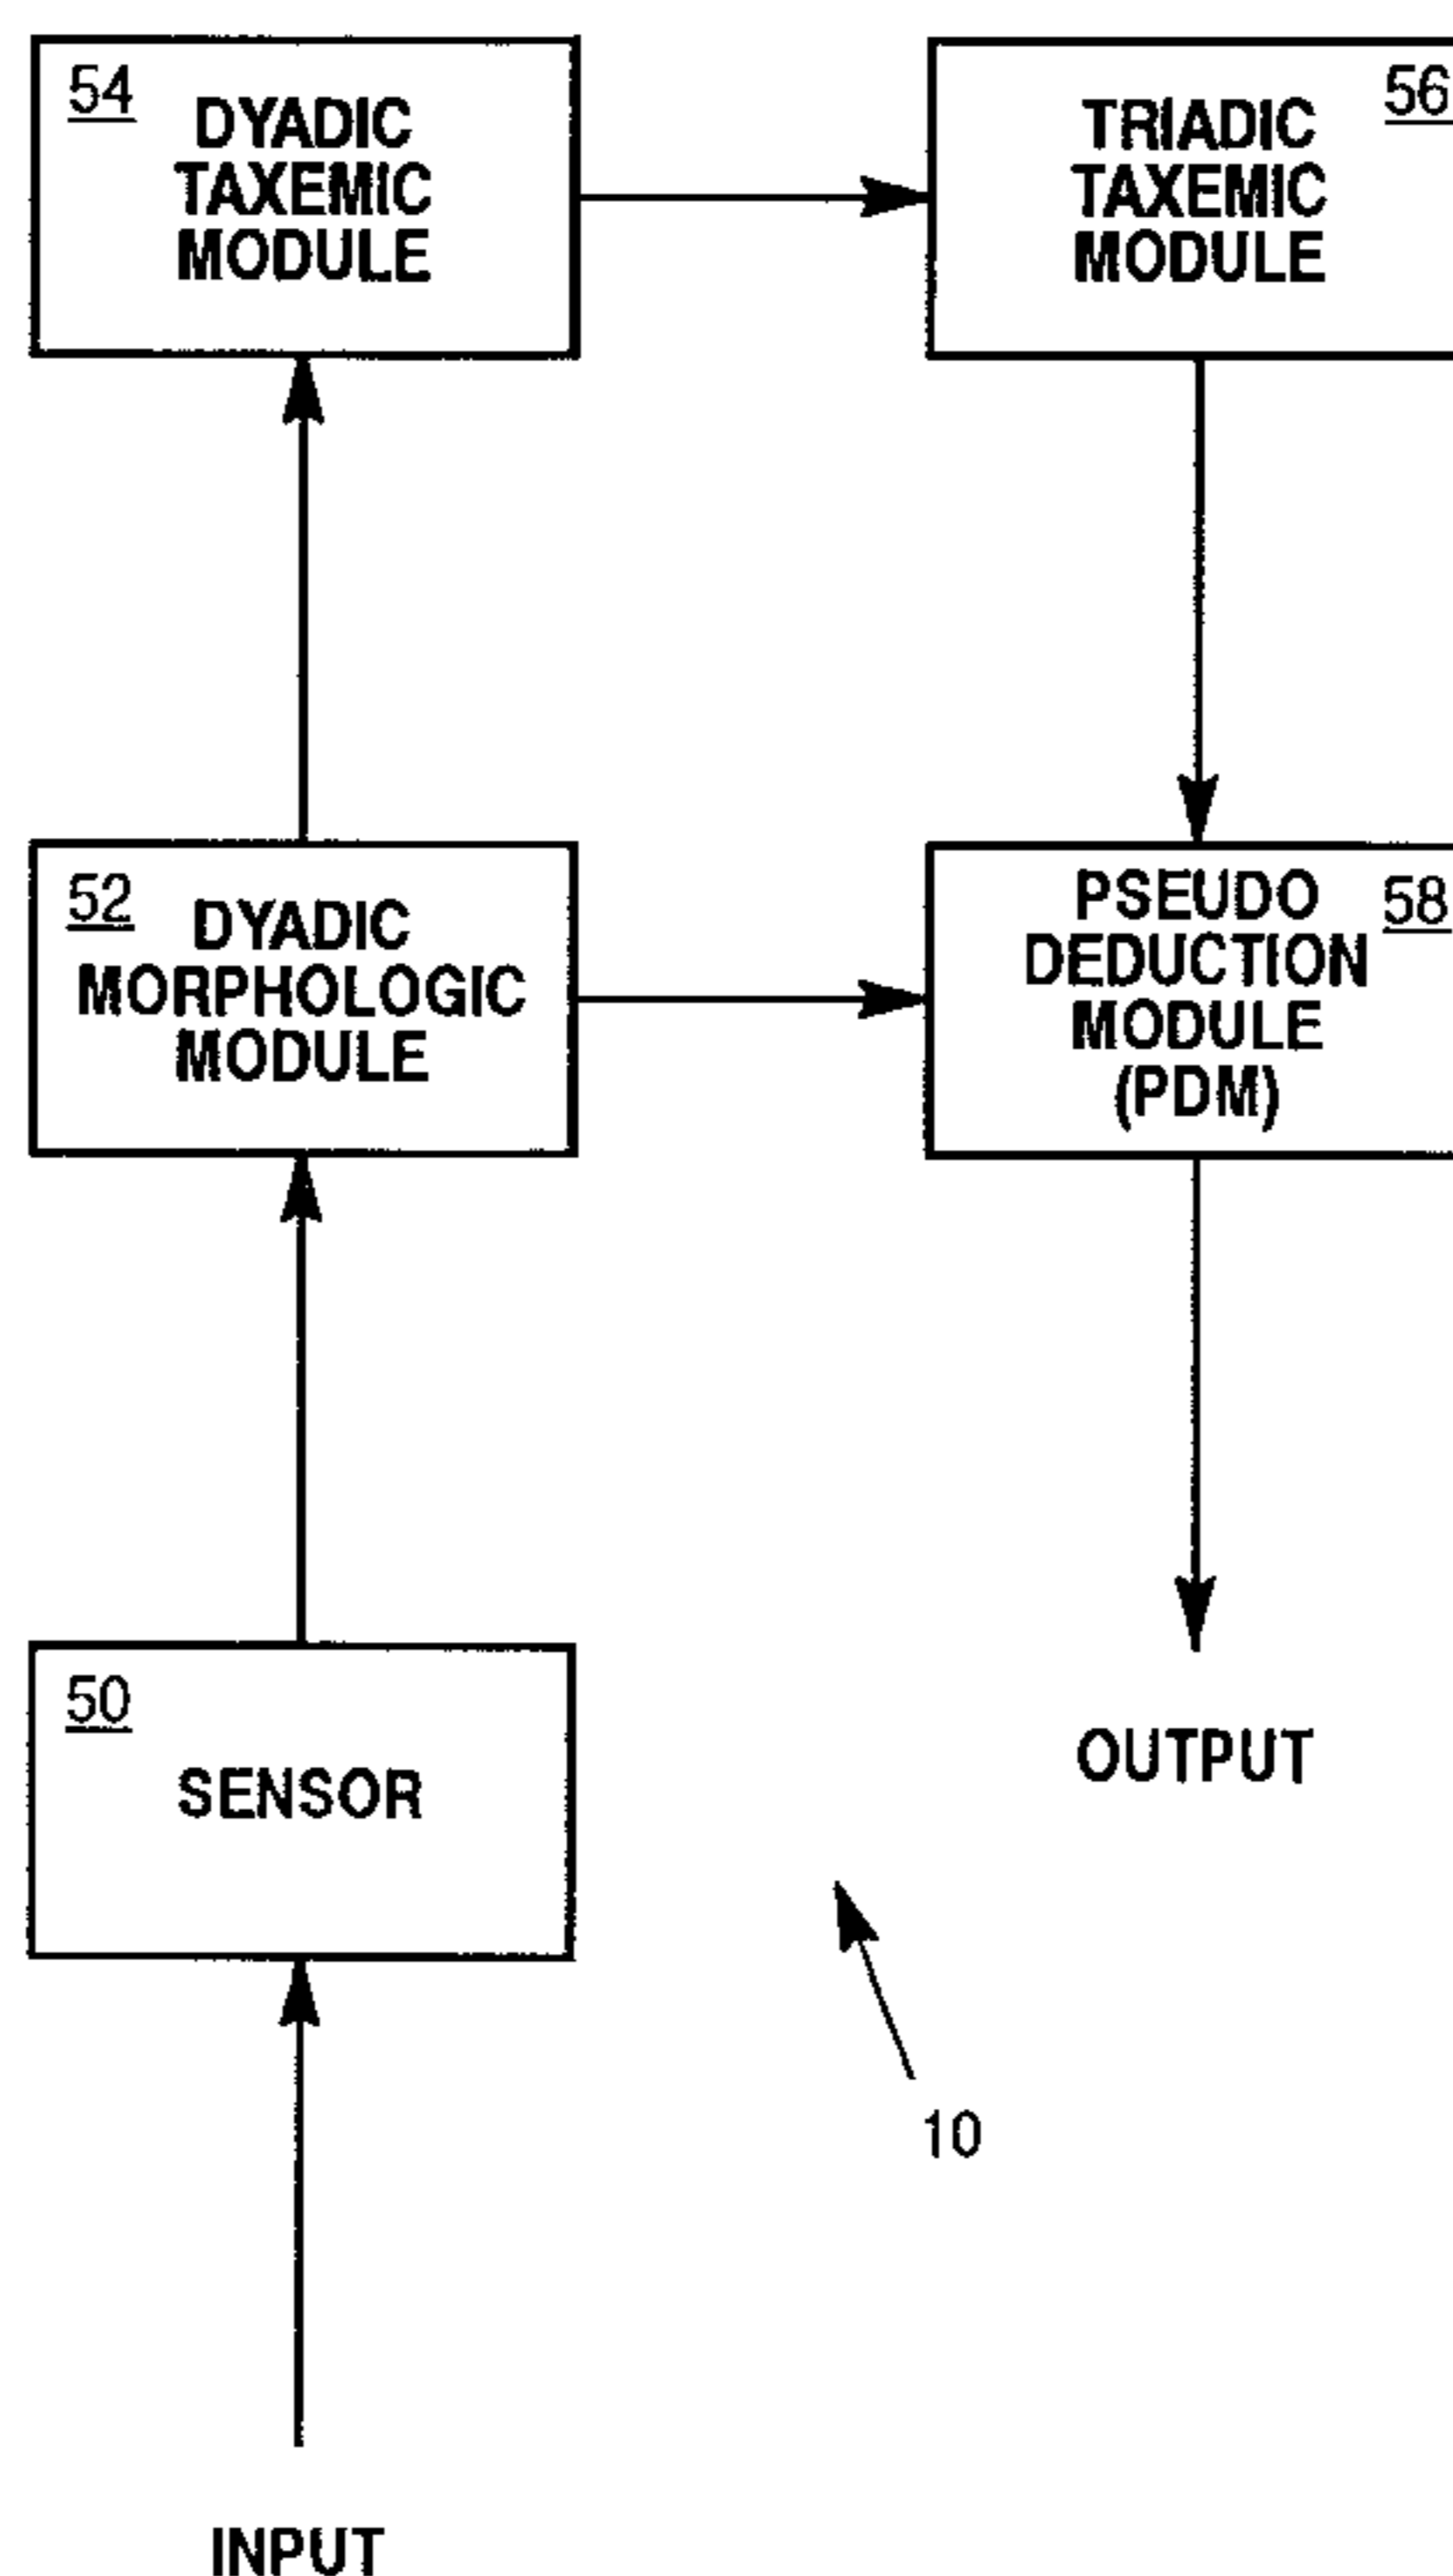 54
DYADIC
TAXEMIC
MODULE
56
TRIADIC
TAXEMIC
MODULE
52
DYADIC
MORPHOLOGIC
MODULE
58
PSEUDO
DEDUCTION
MODULE
(PDM)
50
SENSOR
OUTPUT
10
INPUT